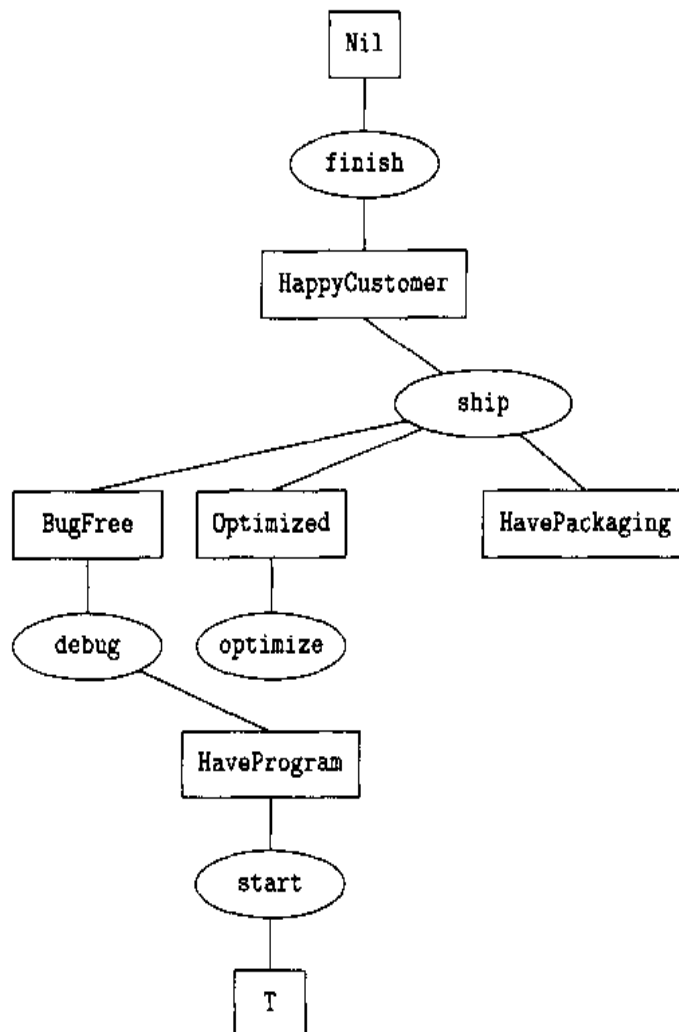 Nil
finish
HappyCustomer
ship
BugFree
Optimized
HavePackaging
debug
optimize
HaveProgram
start
T